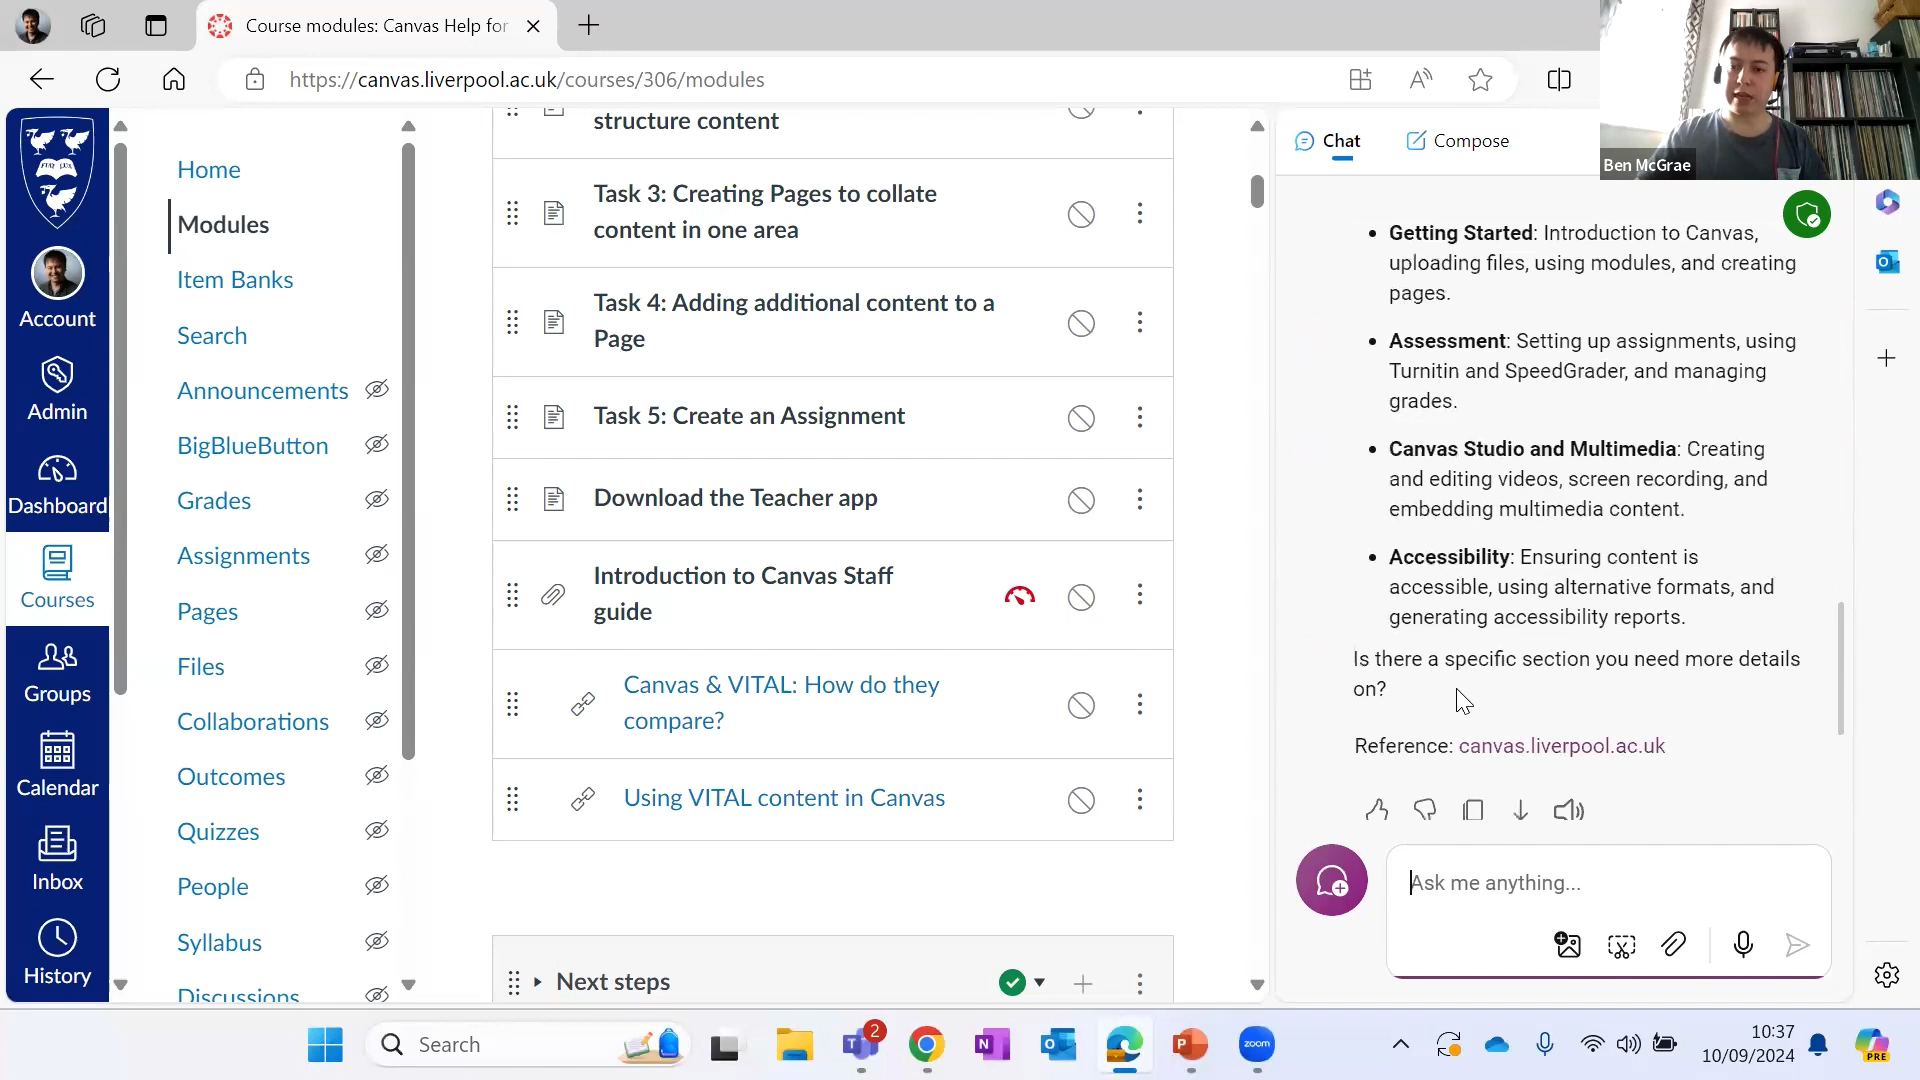 Course modules: Canvas Help for
https://canvas.liverpool.ac.uk/courses/306/modules
Ben McGrae
FIAT LUX
Account
Admin
Dashboard
Courses
Groups
Calendar
Inbox
History
Home
Modules
Item Banks
Search
Announcements
BigBlueButton
Grades
Assignments
Pages
Files
Collaborations
Outcomes
Quizzes
People
Syllabus
Discussions
structure content
Task 3: Creating Pages to collate
content in one area
Task 4: Adding additional content to a
Page
Task 5: Create an Assignment
Download the Teacher app
Introduction to Canvas Staff
guide
Canvas & VITAL: How do they
compare?
Using VITAL content in Canvas
Next steps
Chat
Compose
• Getting Started: Introduction to Canvas,
uploading files, using modules, and creating
pages.
• Assessment: Setting up assignments, using
Turnitin and SpeedGrader, and managing
grades.
• Canvas Studio and Multimedia: Creating
and editing videos, screen recording, and
embedding multimedia content.
• Accessibility: Ensuring content is
accessible, using alternative formats, and
generating accessibility reports.
Is there a specific section you need more details
on?
Reference: canvas.liverpool.ac.uk
Ask me anything...
Search
2
zoom
10:37
10/09/2024
PRE